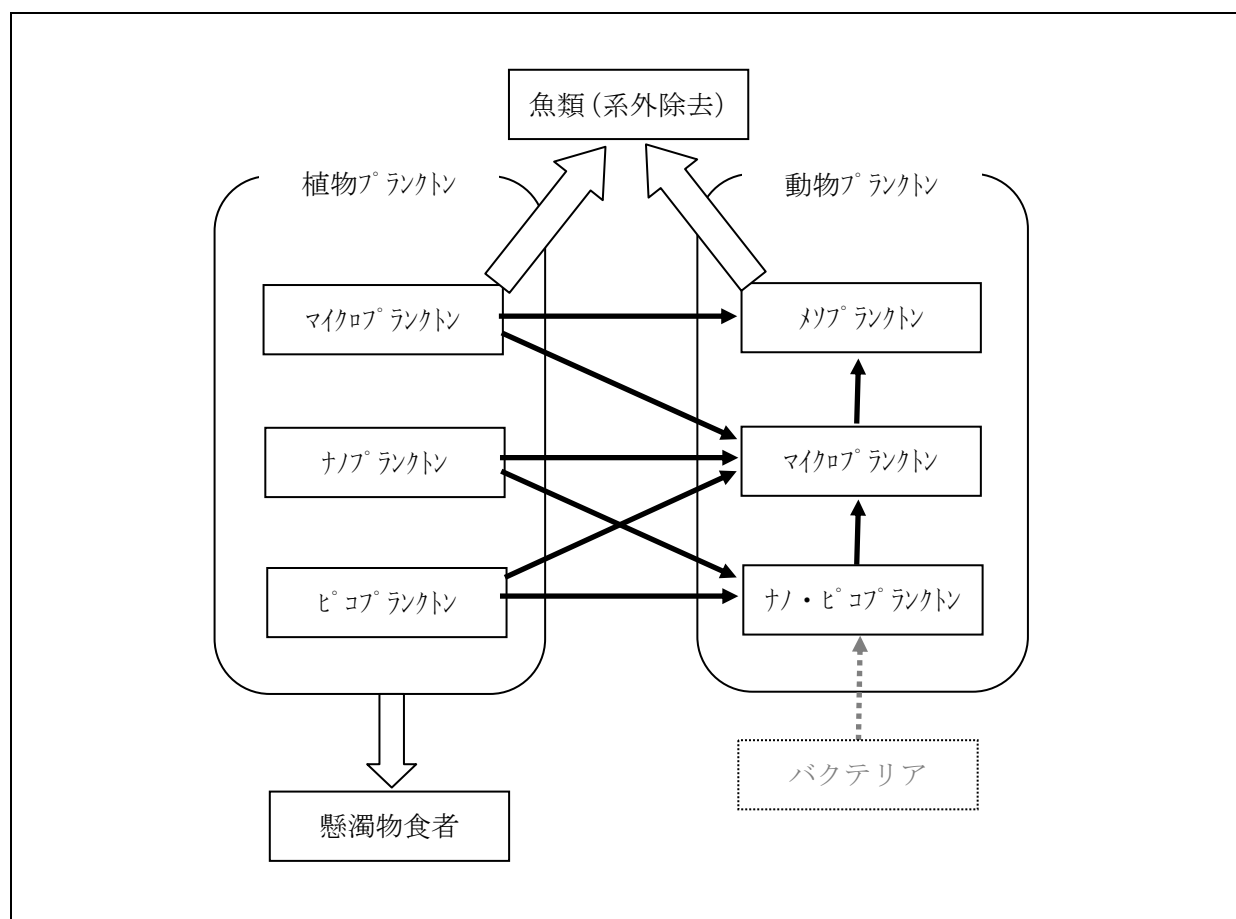 魚類(系外除去)
植物ﾌﾟﾗﾝｸﾄﾝ
動物ﾌﾟﾗﾝｸﾄﾝ
ﾏｲｸﾛﾌﾟﾗﾝｸﾄﾝ
ﾒｿﾌﾟﾗﾝｸﾄﾝ
ﾅﾉﾌﾟﾗﾝｸﾄﾝ
ﾏｲｸﾛﾌﾟﾗﾝｸﾄﾝ
ﾋﾟｺﾌﾟﾗﾝｸﾄﾝ
ﾅﾉ・ﾋﾟｺﾌﾟﾗﾝｸﾄﾝ
バクテリア
懸濁物食者